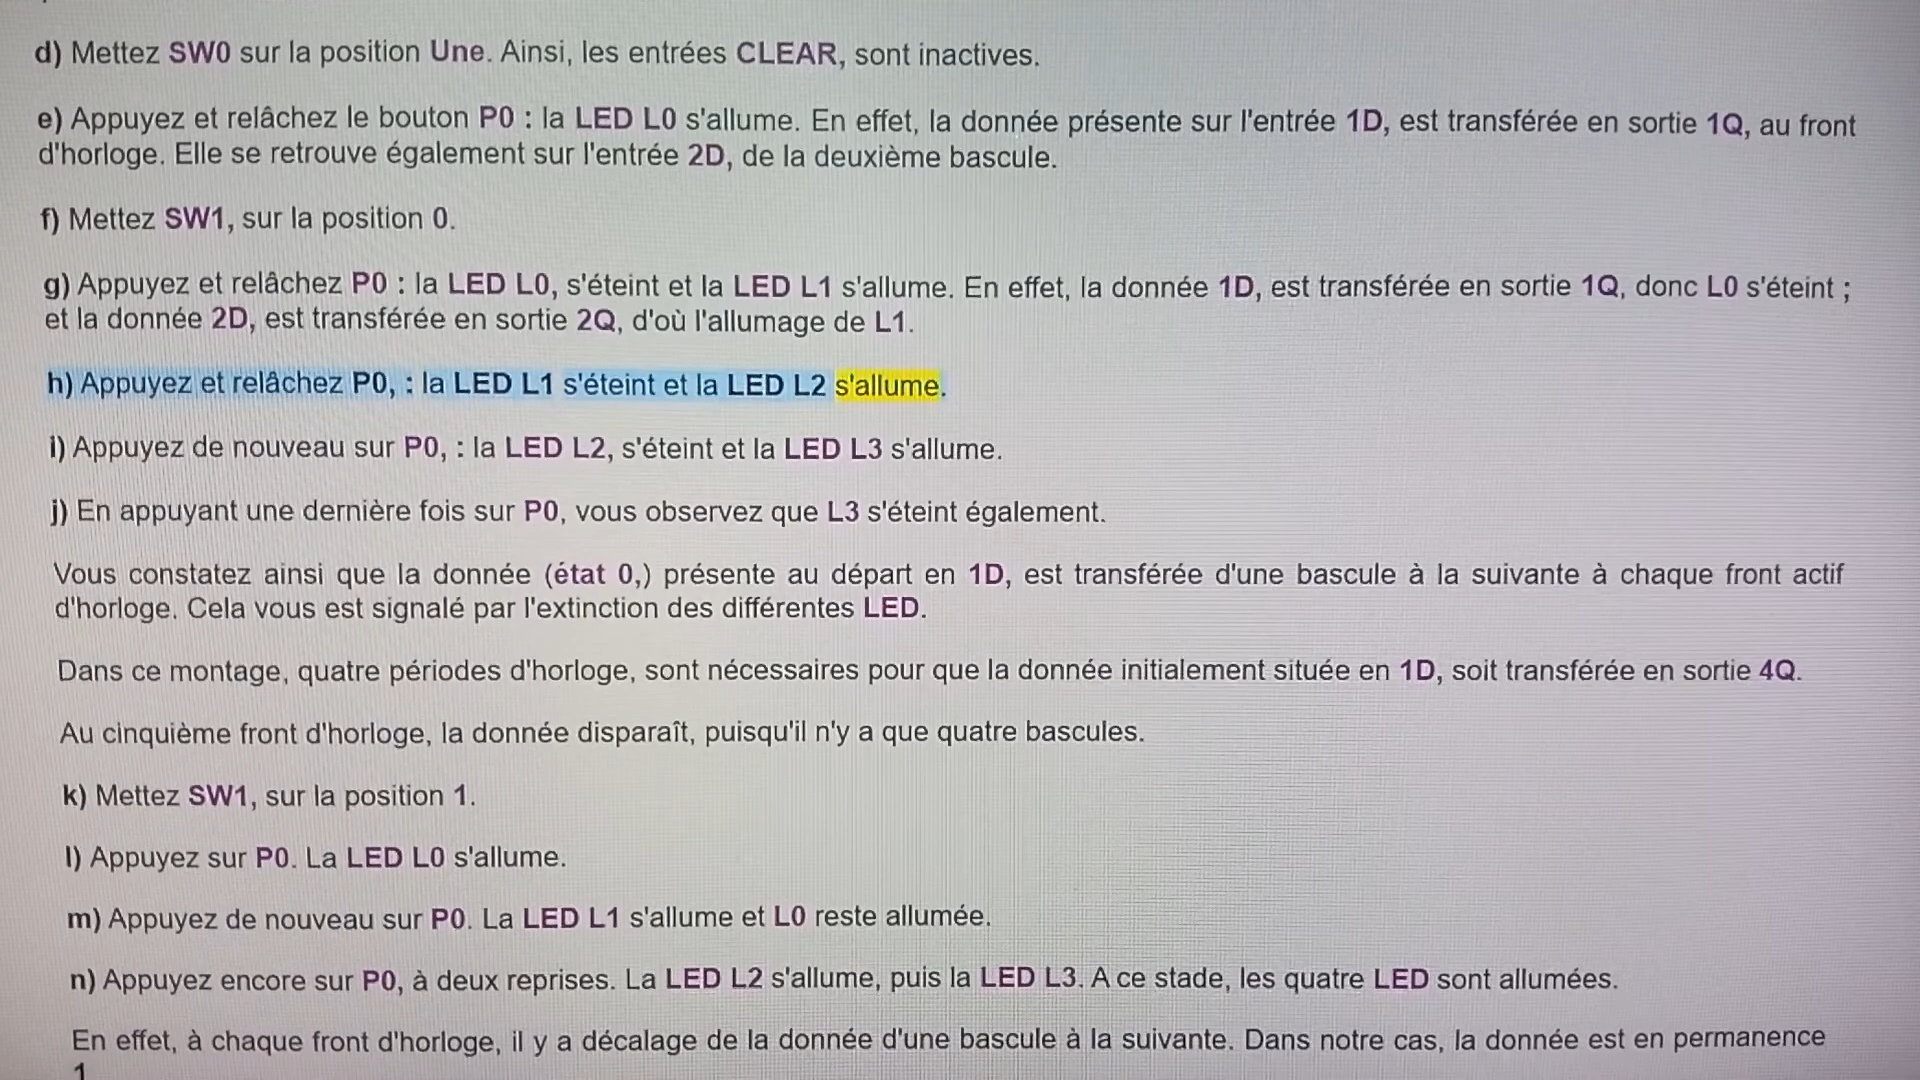 d) Mettez SW0 sur la position Une. Ainsi, les entrées CLEAR, sont inactives.
e) Appuyez et relâchez le bouton P0 : la LED L0 s'allume. En effet, la donnée présente sur l'entrée 1D, est transférée en sortie 1Q, au front
d'horloge. Elle se retrouve également sur l'entrée 2D, de la deuxième bascule.
f) Mettez SW1, sur la position 0.
g) Appuyez et relâchez P0 : la LED L0, s'éteint et la LED L1 s'allume. En effet, la donnée 1D, est transférée en sortie 1Q, donc L0 s'éteint ;
et la donnée 2D, est transférée en sortie 2Q, d'où l'allumage de L1.
h) Appuyez et relâchez P0, : la LED L1 s'éteint et la LED L2 s'allume.
i) Appuyez de nouveau sur P0, : la LED L2, s'éteint et la LED L3 s'allume.
j) En appuyant une dernière fois sur P0, vous observez que L3 s'éteint également.
Vous constatez ainsi que la donnée (état 0,) présente au départ en 1D, est transférée d'une bascule à la suivante à chaque front actif
d'horloge. Cela vous est signalé par l'extinction des différentes LED.
Dans ce montage, quatre périodes d'horloge, sont nécessaires pour que la donnée initialement située en 1D, soit transférée en sortie 4Q.
Au cinquième front d'horloge, la donnée disparaît, puisqu'il n'y a que quatre bascules.
k) Mettez SW1, sur la position 1.
l) Appuyez sur P0. La LED L0 s'allume.
m) Appuyez de nouveau sur P0. La LED L1 s'allume et L0 reste allumée.
n) Appuyez encore sur P0, à deux reprises. La LED L2 s'allume, puis la LED L3. A ce stade, les quatre LED sont allumées.
En effet, à chaque front d'horloge, il y a décalage de la donnée d'une bascule à la suivante. Dans notre cas, la donnée est en permanence
1